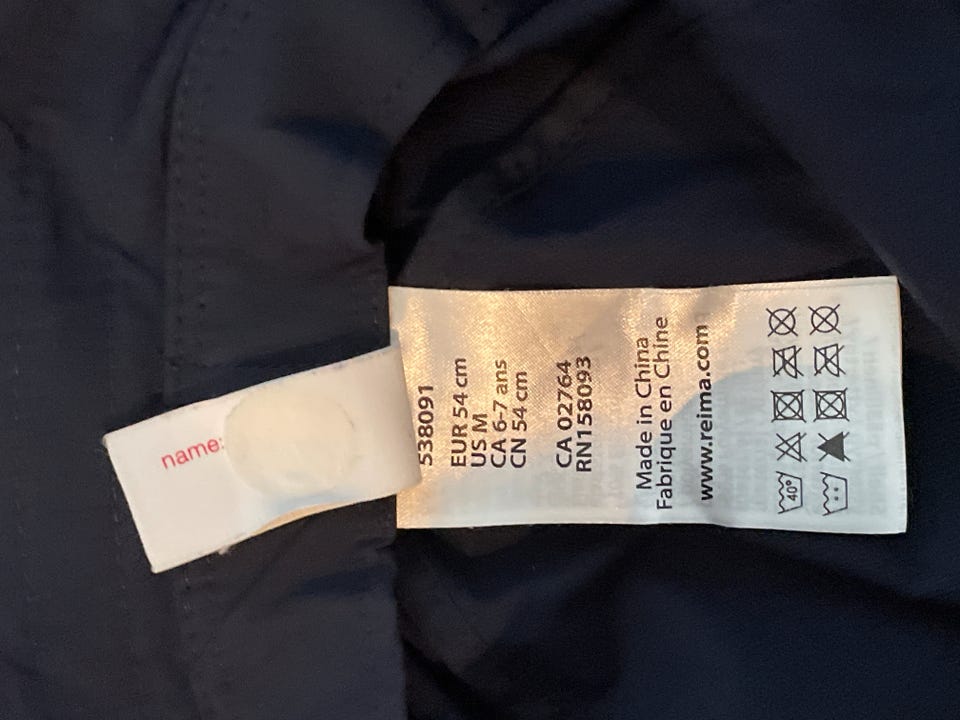 name:
538091
EUR 54 cm
US M
CA 6-7 ans
CN 54 cm
CA 02764
RN158093
Made in China
Fabrique en Chine
www.reima.com
40°